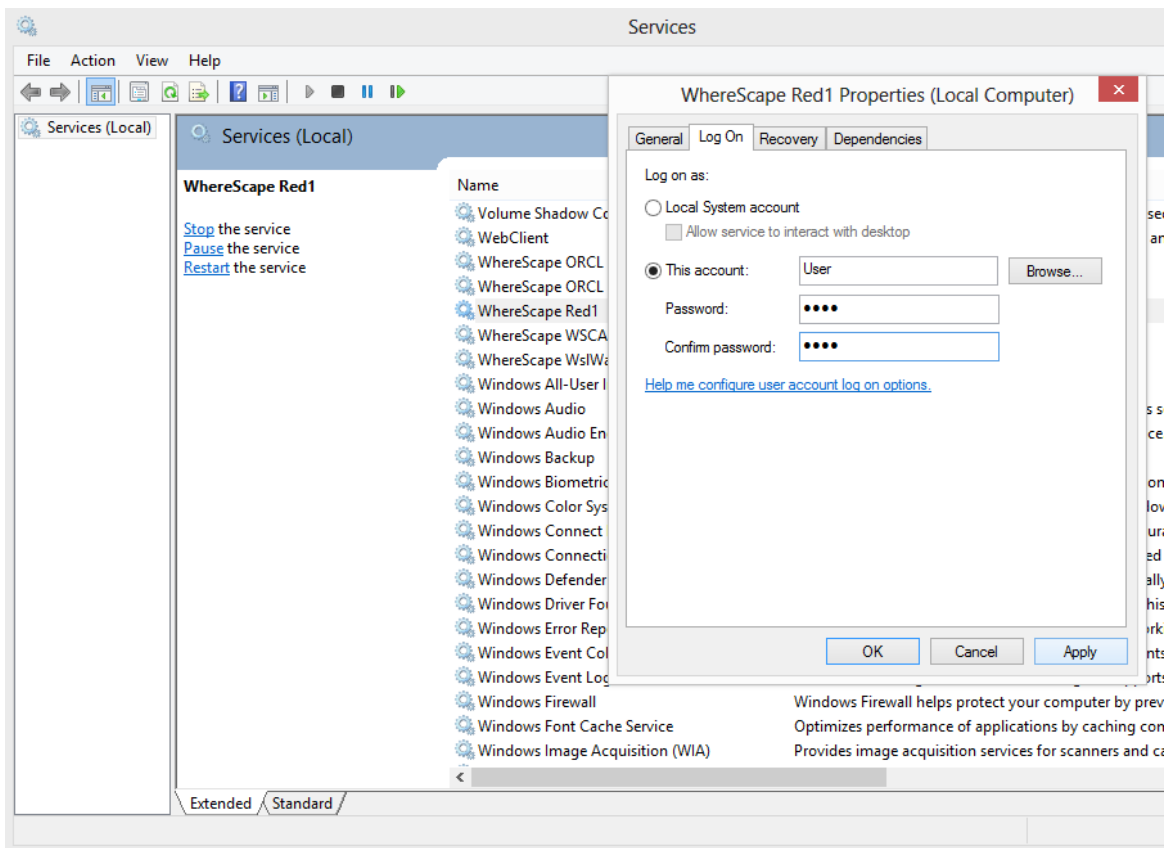 Services
File Action View Help
Services (Local)
Services (Local)
WhereScape Red1
Stop the service
Pause the service
Restart the service
Name
Volume Shadow Co
WebClient
WhereScape ORCL
WhereScape ORCL
WhereScape Red1
WhereScape WSCA
WhereScape WslWa
Windows All-User I
Windows Audio
Windows Audio En
Windows Backup
Windows Biometric
Windows Color Sys
Windows Connect
Windows Connecti
Windows Defender
Windows Driver Fou
Windows Error Rep
Windows Event Col
Windows Event Log
Windows Firewall Windows Firewall helps protect your computer by prev
Windows Font Cache Service Optimizes performance of applications by caching con
Windows Image Acquisition (WIA) Provides image acquisition services for scanners and ca
Extended Standard
WhereScape Red1 Properties (Local Computer)
General Log On Recovery Dependencies
Log on as:
Local System account
Allow service to interact with desktop
This account: User Browse...
Password: ••••
Confirm password: ••••
Help me configure user account log on options.
OK Cancel Apply